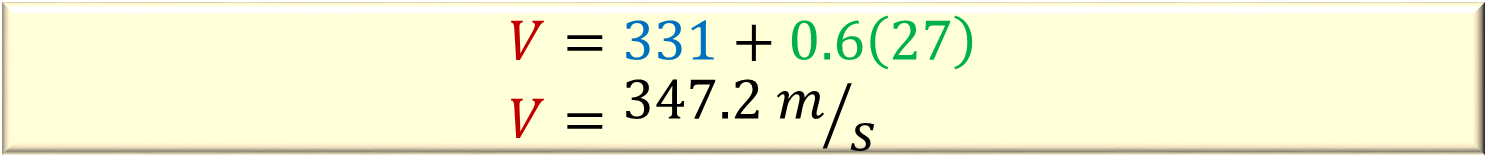 V = 331 + 0.6(27)
V = 347.2 m/s